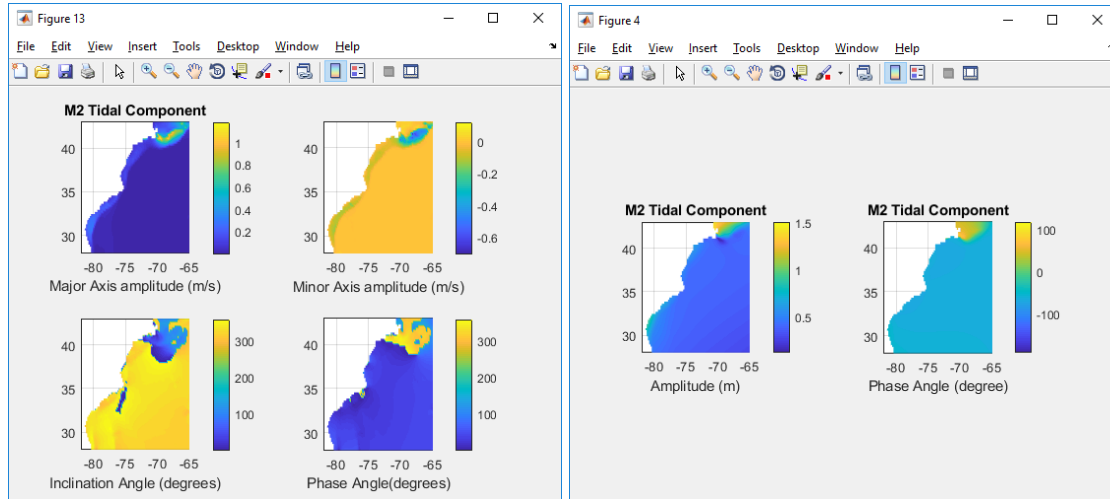 Figure 13
File Edit View Insert Tools Desktop Window Help
M2 Tidal Component
40
35
30
-80 -75 -70 -65
Major Axis amplitude (m/s)
1
0.8
0.6
0.4
0.2
40
35
30
-80 -75 -70 -65
Minor Axis amplitude (m/s)
0
-0.2
-0.4
-0.6
40
35
30
-80 -75 -70 -65
Inclination Angle (degrees)
300
200
100
40
35
30
-80 -75 -70 -65
Phase Angle(degrees)
300
200
100
Figure 4
File Edit View Insert Tools Desktop Window Help
M2 Tidal Component
40
35
30
-80 -75 -70 -65
Amplitude (m)
1.5
1
0.5
M2 Tidal Component
40
35
30
-80 -75 -70 -65
Phase Angle (degree)
100
0
-100